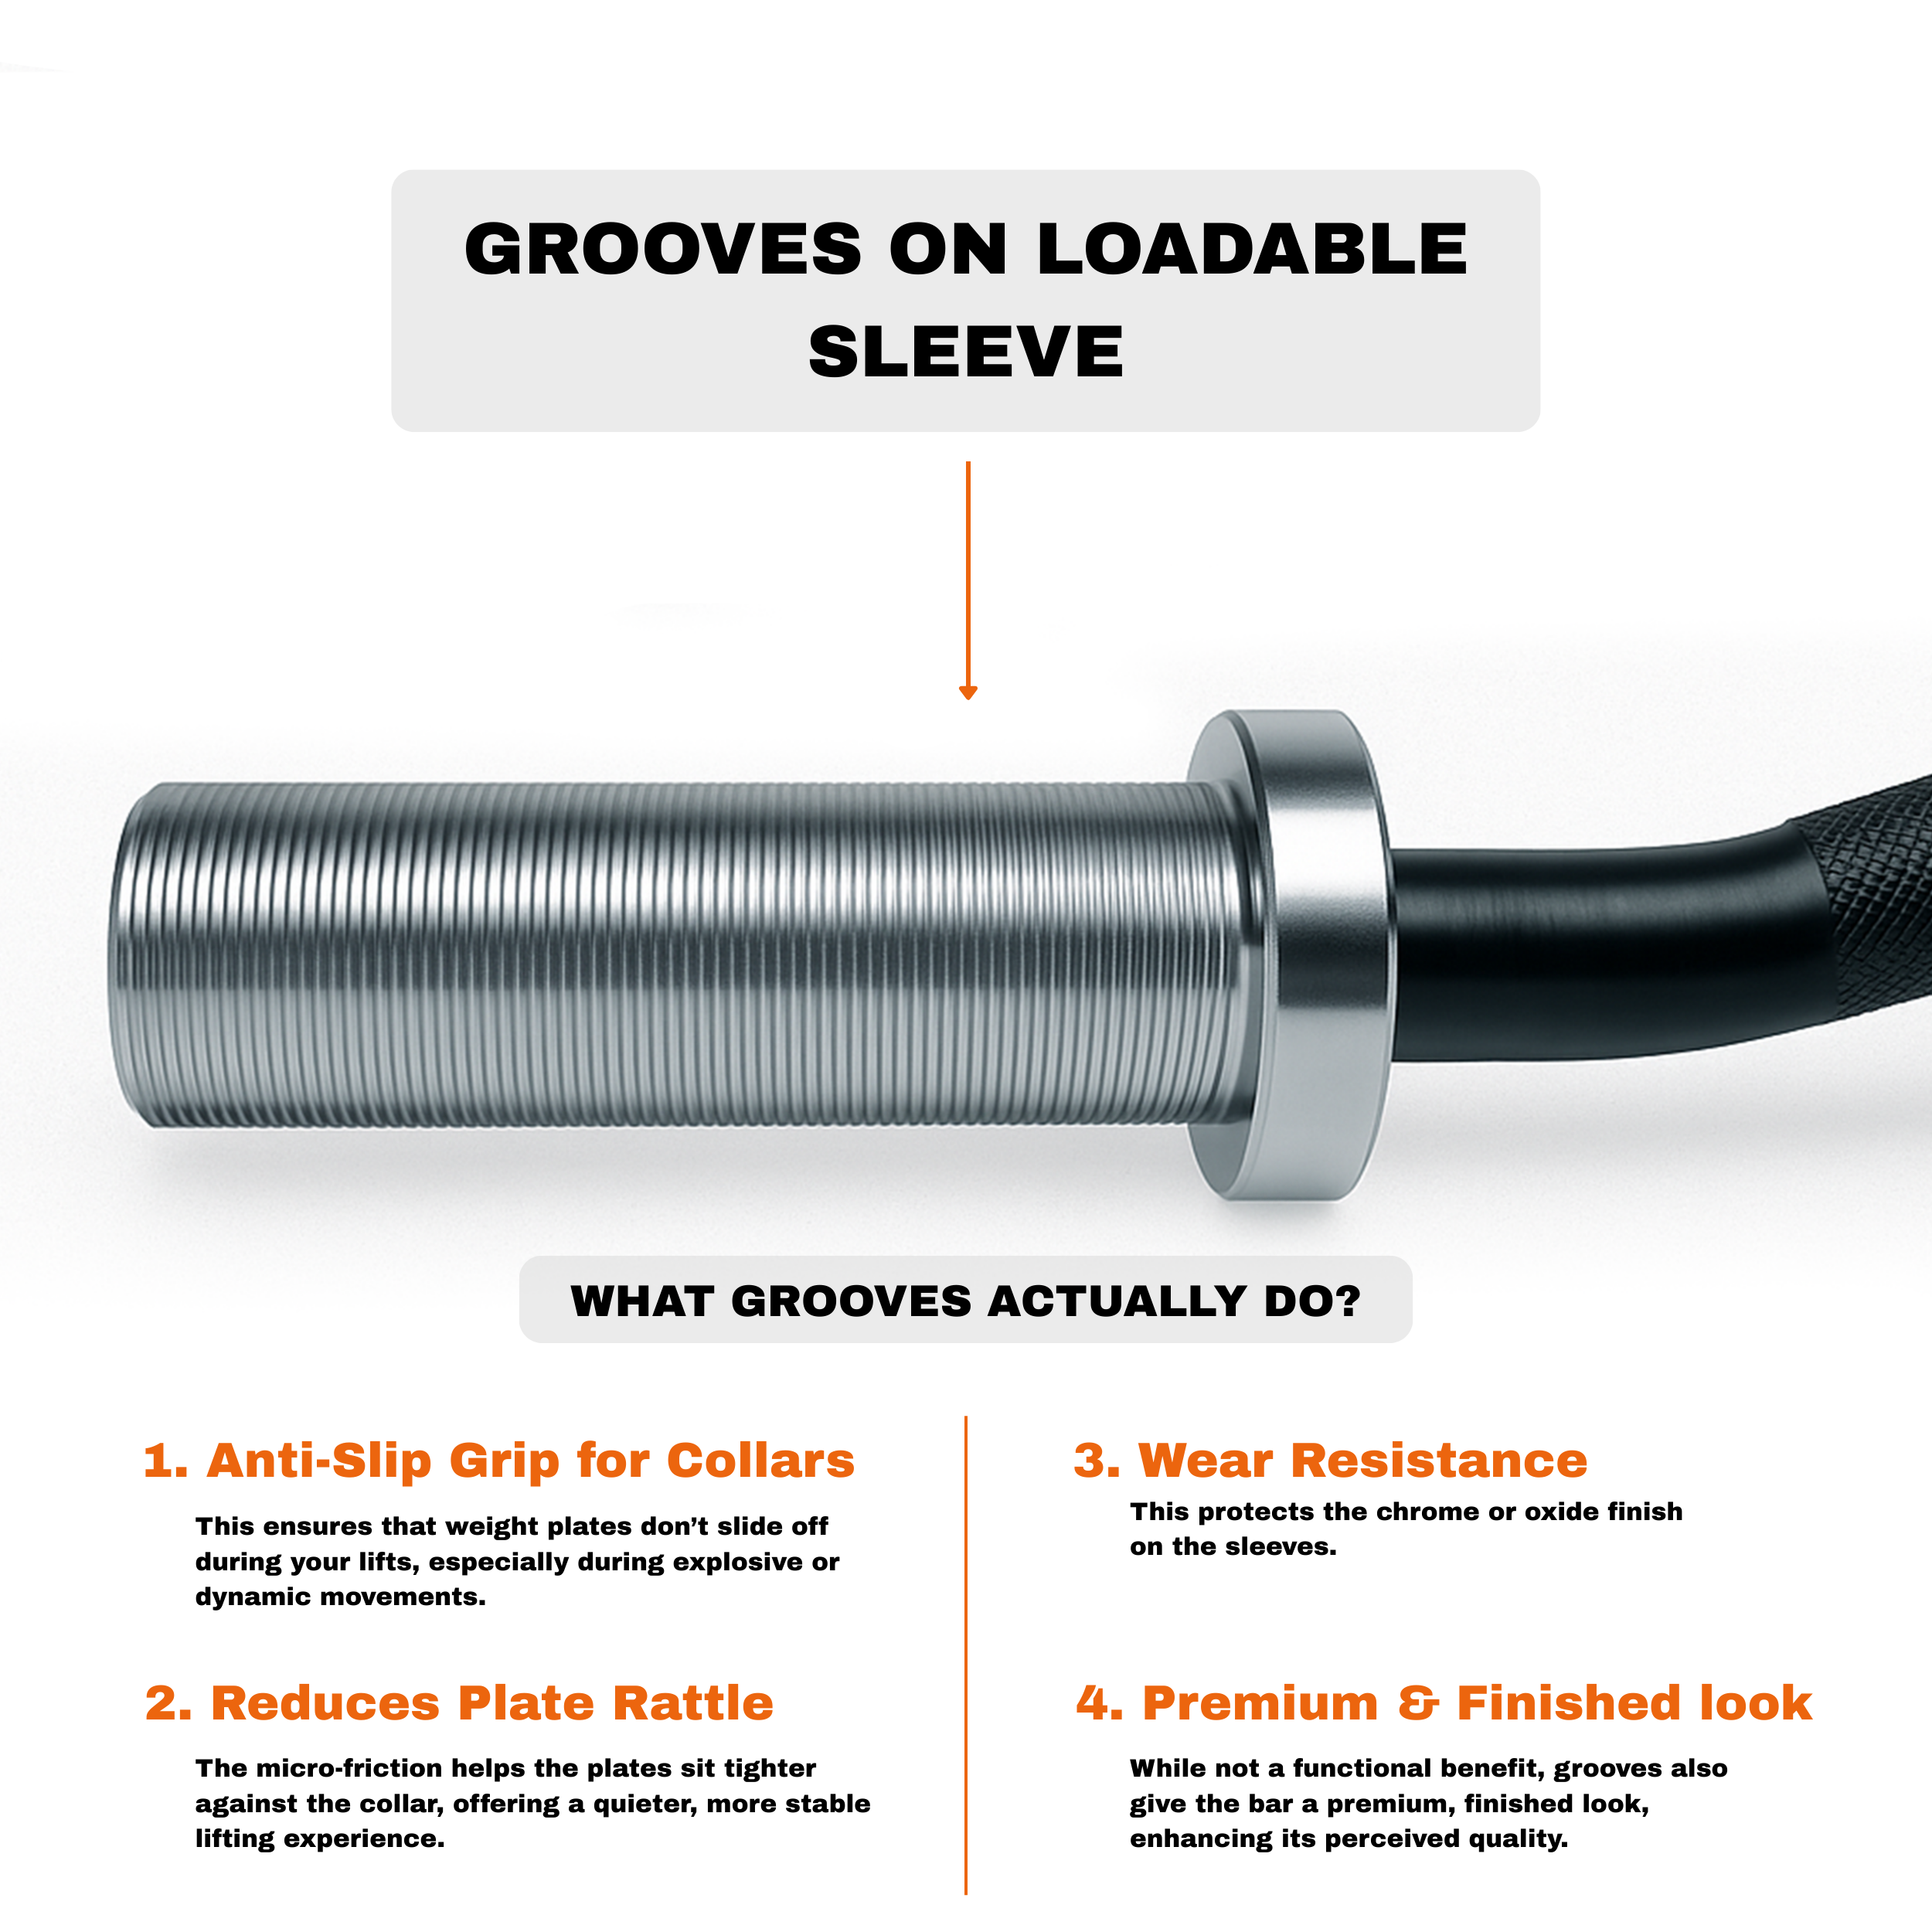 GROOVES ON LOADABLE
SLEEVE
WHAT GROOVES ACTUALLY DO?
1. Anti-Slip Grip for Collars
This ensures that weight plates don’t slide off
during your lifts, especially during explosive or
dynamic movements.
2. Reduces Plate Rattle
The micro-friction helps the plates sit tighter
against the collar, offering a quieter, more stable
lifting experience.
3. Wear Resistance
This protects the chrome or oxide finish
on the sleeves.
4. Premium & Finished look
While not a functional benefit, grooves also
give the bar a premium, finished look,
enhancing its perceived quality.